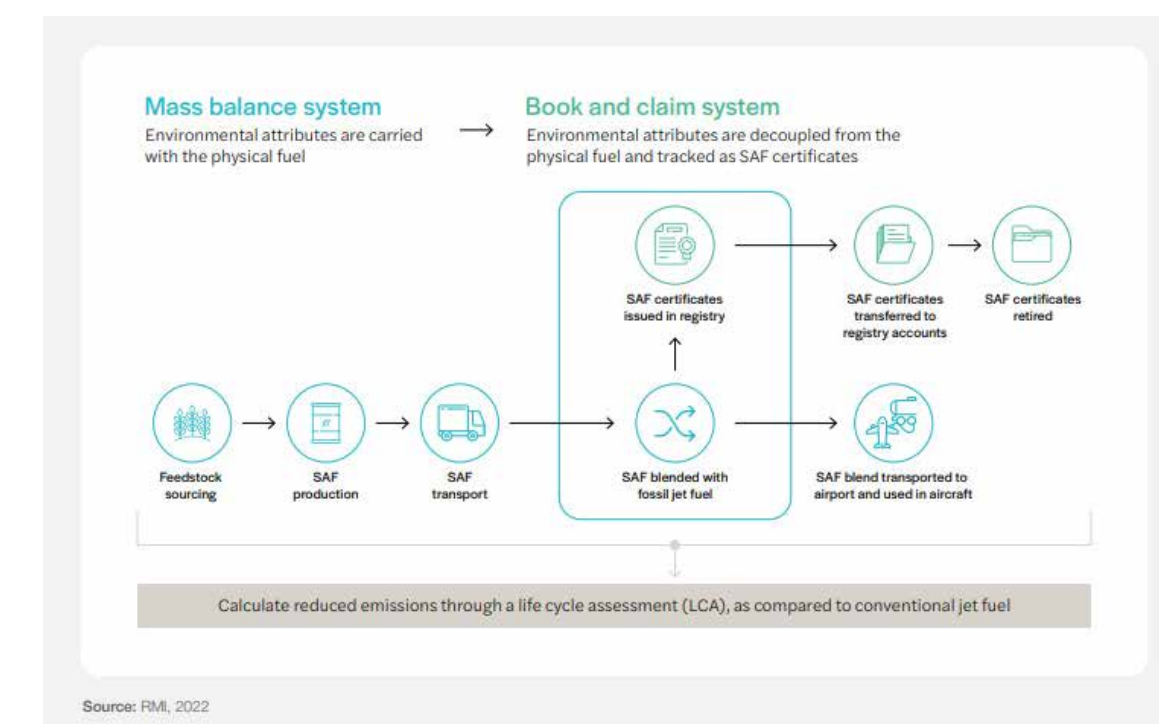 Mass balance system
Environmental attributes are carried
with the physical fuel
Book and claim system
Environmental attributes are decoupled from the
physical fuel and tracked as SAF certificates
SAF certificates
issued in registry
SAF certificates
transferred to
registry accounts
SAF certificates
retired
Feedstock
sourcing
SAF
production
SAF
transport
SAF blended with
fossil jet fuel
SAF blend transported to
airport and used in aircraft
Calculate reduced emissions through a life cycle assessment (LCA), as compared to conventional jet fuel
Source: RMI, 2022